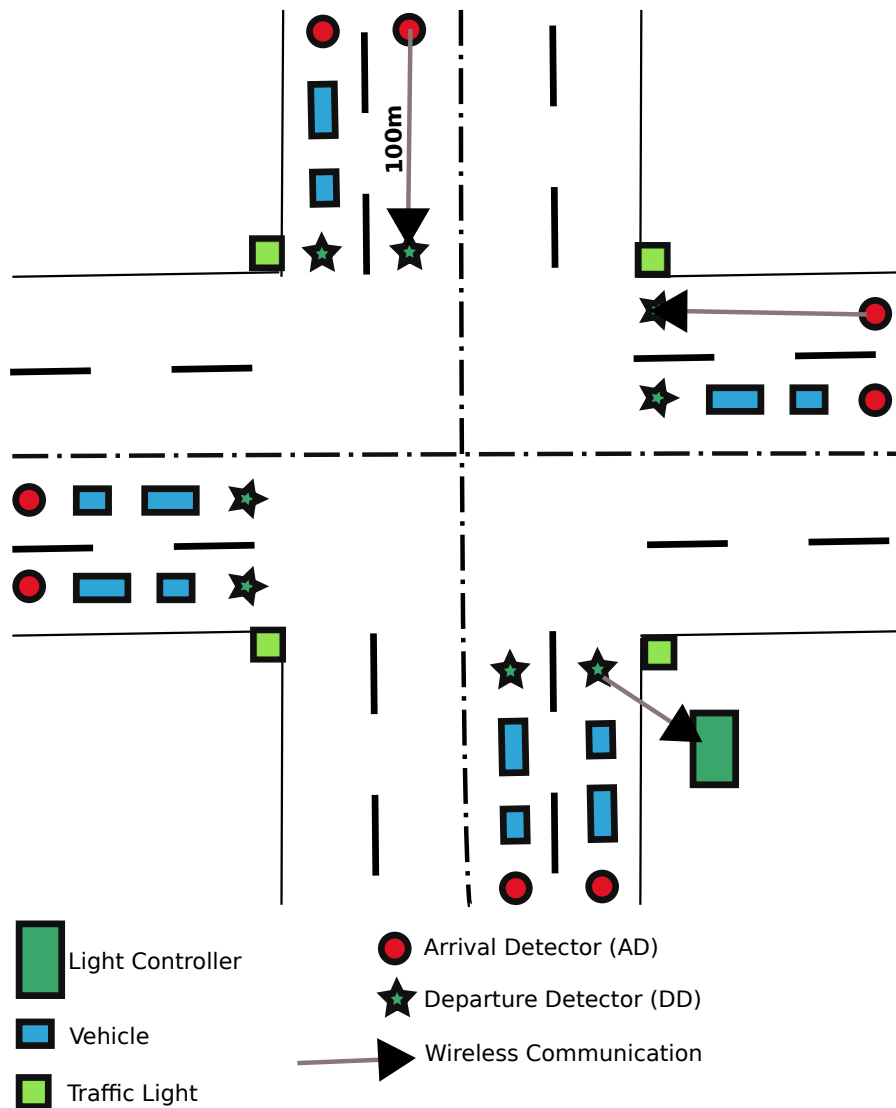 100m
Light Controller
Vehicle
Traffic Light
Arrival Detector (AD)
Departure Detector (DD)
Wireless Communication